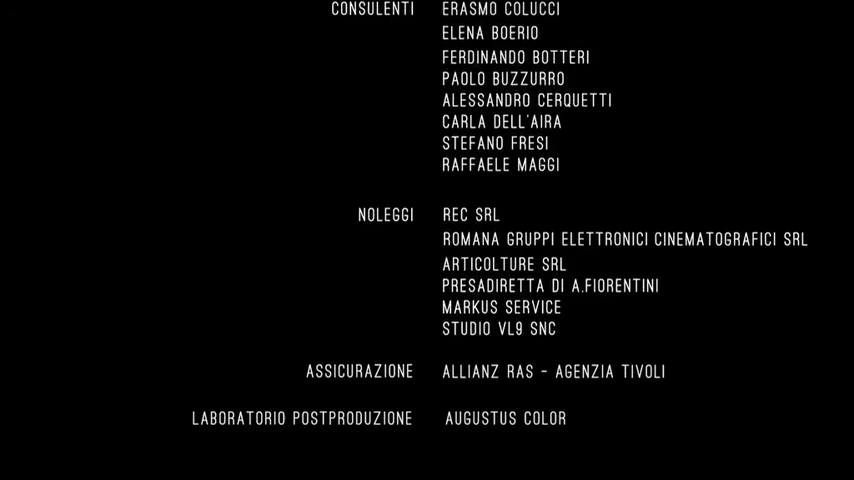 CONSULENTI ERASMO COLUCCI
ELENA BOERIO
FERDINANDO BOTTERI
PAOLO BUZZURRO
ALESSANDRO CERQUETTI
CARLA DELL'AIRA
STEFANO FRESI
RAFFAELE MAGGI
NOLEGGI REC SRL
ROMANA GRUPPI ELETTRONICI CINEMATOGRAFICI SRL
ARTICOLTURE SRL
PRESADIRETTA DI A.FIORENTINI
MARKUS SERVICE
STUDIO VL9 SNC
ASSICURAZIONE ALLIANZ RAS - AGENZIA TIVOLI
LABORATORIO POSTPRODUZIONE AUGUSTUS COLOR